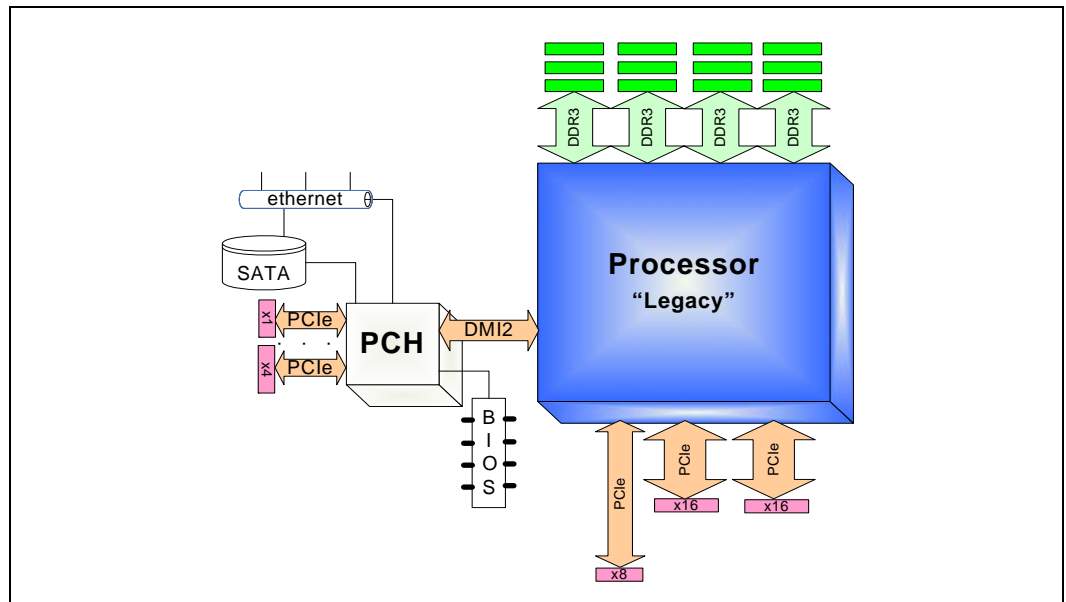 DDR3
DDR3
DDR3
DDR3
ethernet
SATA
Processor
“Legacy”
x1
PCIe
PCH
DMI2
. . .
x4
PCIe
B
I
O
S
PCIe
PCIe
PCIe
x16
x16
x8